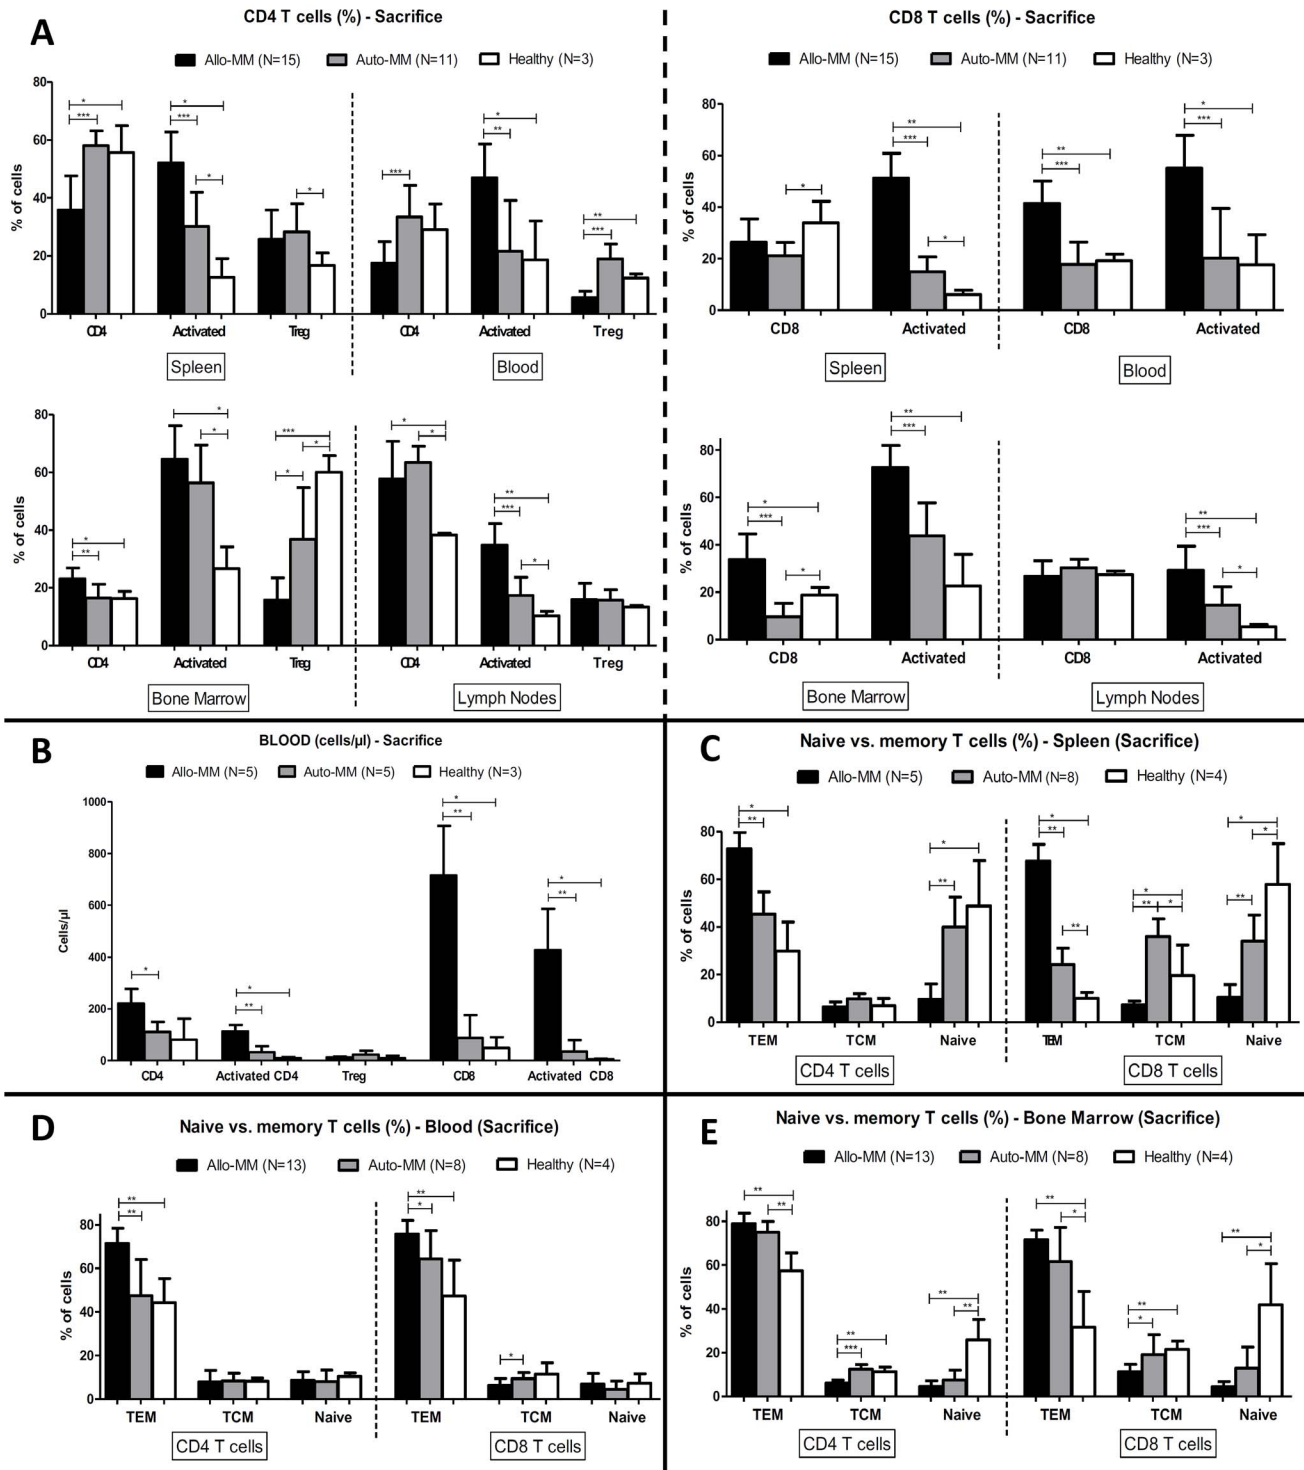 A
CD4 T cells (%) - Sacrifice
Allo-MM (N=15) Auto-MM (N=11) Healthy (N=3)
% of cells
80
60
40
20
0
* *** * *** * * *** * ** ** ***
CD4 Activated Treg CD4 Activated Treg
Spleen Blood
% of cells
80
60
40
20
0
* ** * * *** * * * * ** *** *
CD4 Activated Treg CD4 Activated Treg
Bone Marrow Lymph Nodes
CD8 T cells (%) - Sacrifice
Allo-MM (N=15) Auto-MM (N=11) Healthy (N=3)
% of cells
80
60
40
20
0
* ** *** * ** *** * ***
CD8 Activated CD8 Activated
Spleen Blood
% of cells
80
60
40
20
0
* *** * ** *** ** *** *
CD8 Activated CD8 Activated
Bone Marrow Lymph Nodes
B
BLOOD (cells/µl) - Sacrifice
Allo-MM (N=5) Auto-MM (N=5) Healthy (N=3)
Cells/µl
1000
800
600
400
200
0
* * ** * ** * **
CD4 Activated CD4 Treg CD8 Activated CD8
C
Naive vs. memory T cells (%) - Spleen (Sacrifice)
Allo-MM (N=5) Auto-MM (N=8) Healthy (N=4)
% of cells
80
60
40
20
0
* ** * ** * ** ** * ** * * * **
TEM TCM Naive TEM TCM Naive
CD4 T cells CD8 T cells
D
Naive vs. memory T cells (%) - Blood (Sacrifice)
Allo-MM (N=13) Auto-MM (N=8) Healthy (N=4)
% of cells
80
60
40
20
0
** ** ** * *
TEM TCM Naive TEM TCM Naive
CD4 T cells CD8 T cells
E
Naive vs. memory T cells (%) - Bone Marrow (Sacrifice)
Allo-MM (N=13) Auto-MM (N=8) Healthy (N=4)
% of cells
80
60
40
20
0
** ** ** *** ** ** ** * ** * ** *
TEM TCM Naive TEM TCM Naive
CD4 T cells CD8 T cells